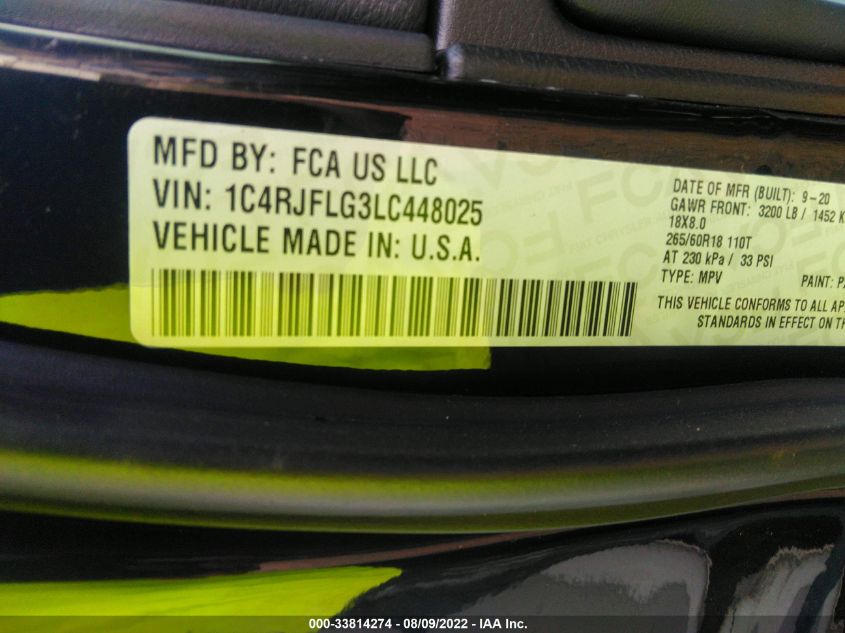 MFD BY: FCA US LLC
VIN: 1C4RJFLG3LC448025
VEHICLE MADE IN: U.S.A.
DATE OF MFR (BUILT): 9-20
GAWR FRONT: 3200 LB / 1452 K
18X8.0
265/60R18 110T
AT 230 kPa / 33 PSI
TYPE: MPV PAINT: P
THIS VEHICLE CONFORMS TO ALL AP
STANDARDS IN EFFECT ON TH
000-33814274 - 08/09/2022 - IAA Inc.